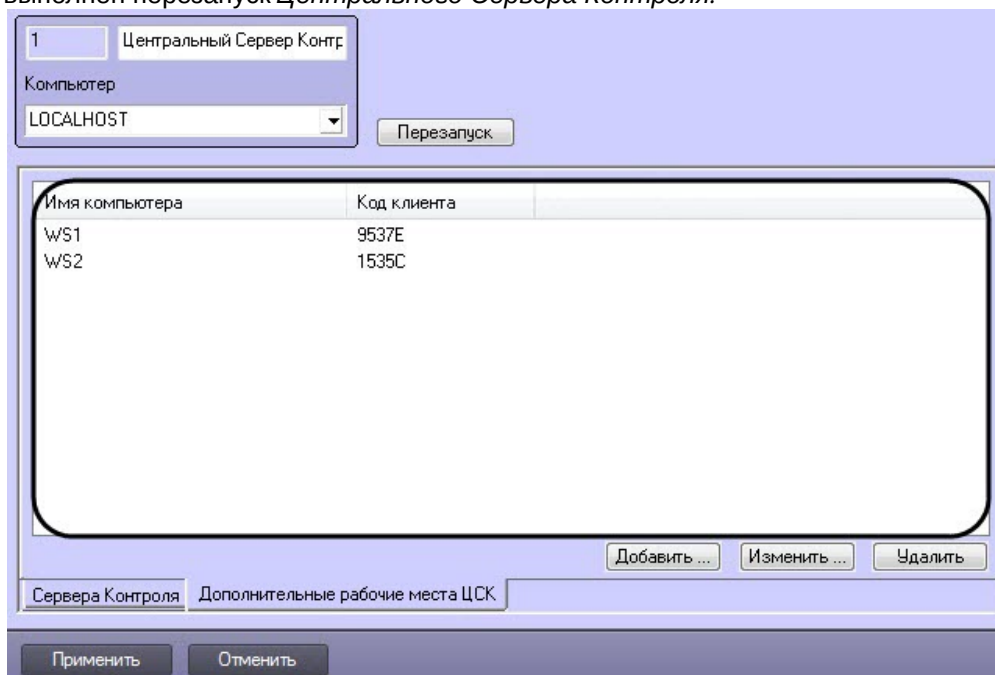 выполнен перезапуск Центрального Сервера Контроля.
1 Центральный Сервер Контр
Компьютер
LOCALHOST
Перезапуск
Имя компьютера Код клиента
WS1 9537E
WS2 1535C
Добавить ... Изменить ... Удалить
Сервера Контроля Дополнительные рабочие места ЦСК
Применить Отменить